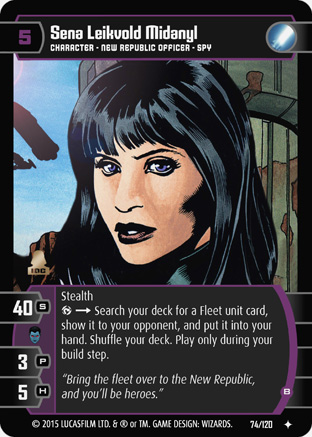 5
Sena Leikvold Midanyl
CHARACTER • NEW REPUBLIC OFFICER • SPY
IDC
40 S
3 P
5 H
Stealth
→ Search your deck for a Fleet unit card,
show it to your opponent, and put it into your
hand. Shuffle your deck. Play only during your
build step.
“Bring the fleet over to the New Republic,
and you’ll be heroes.”
B
© 2015 LUCASFILM LTD. & ® or TM. GAME DESIGN: WIZARDS.
74/120